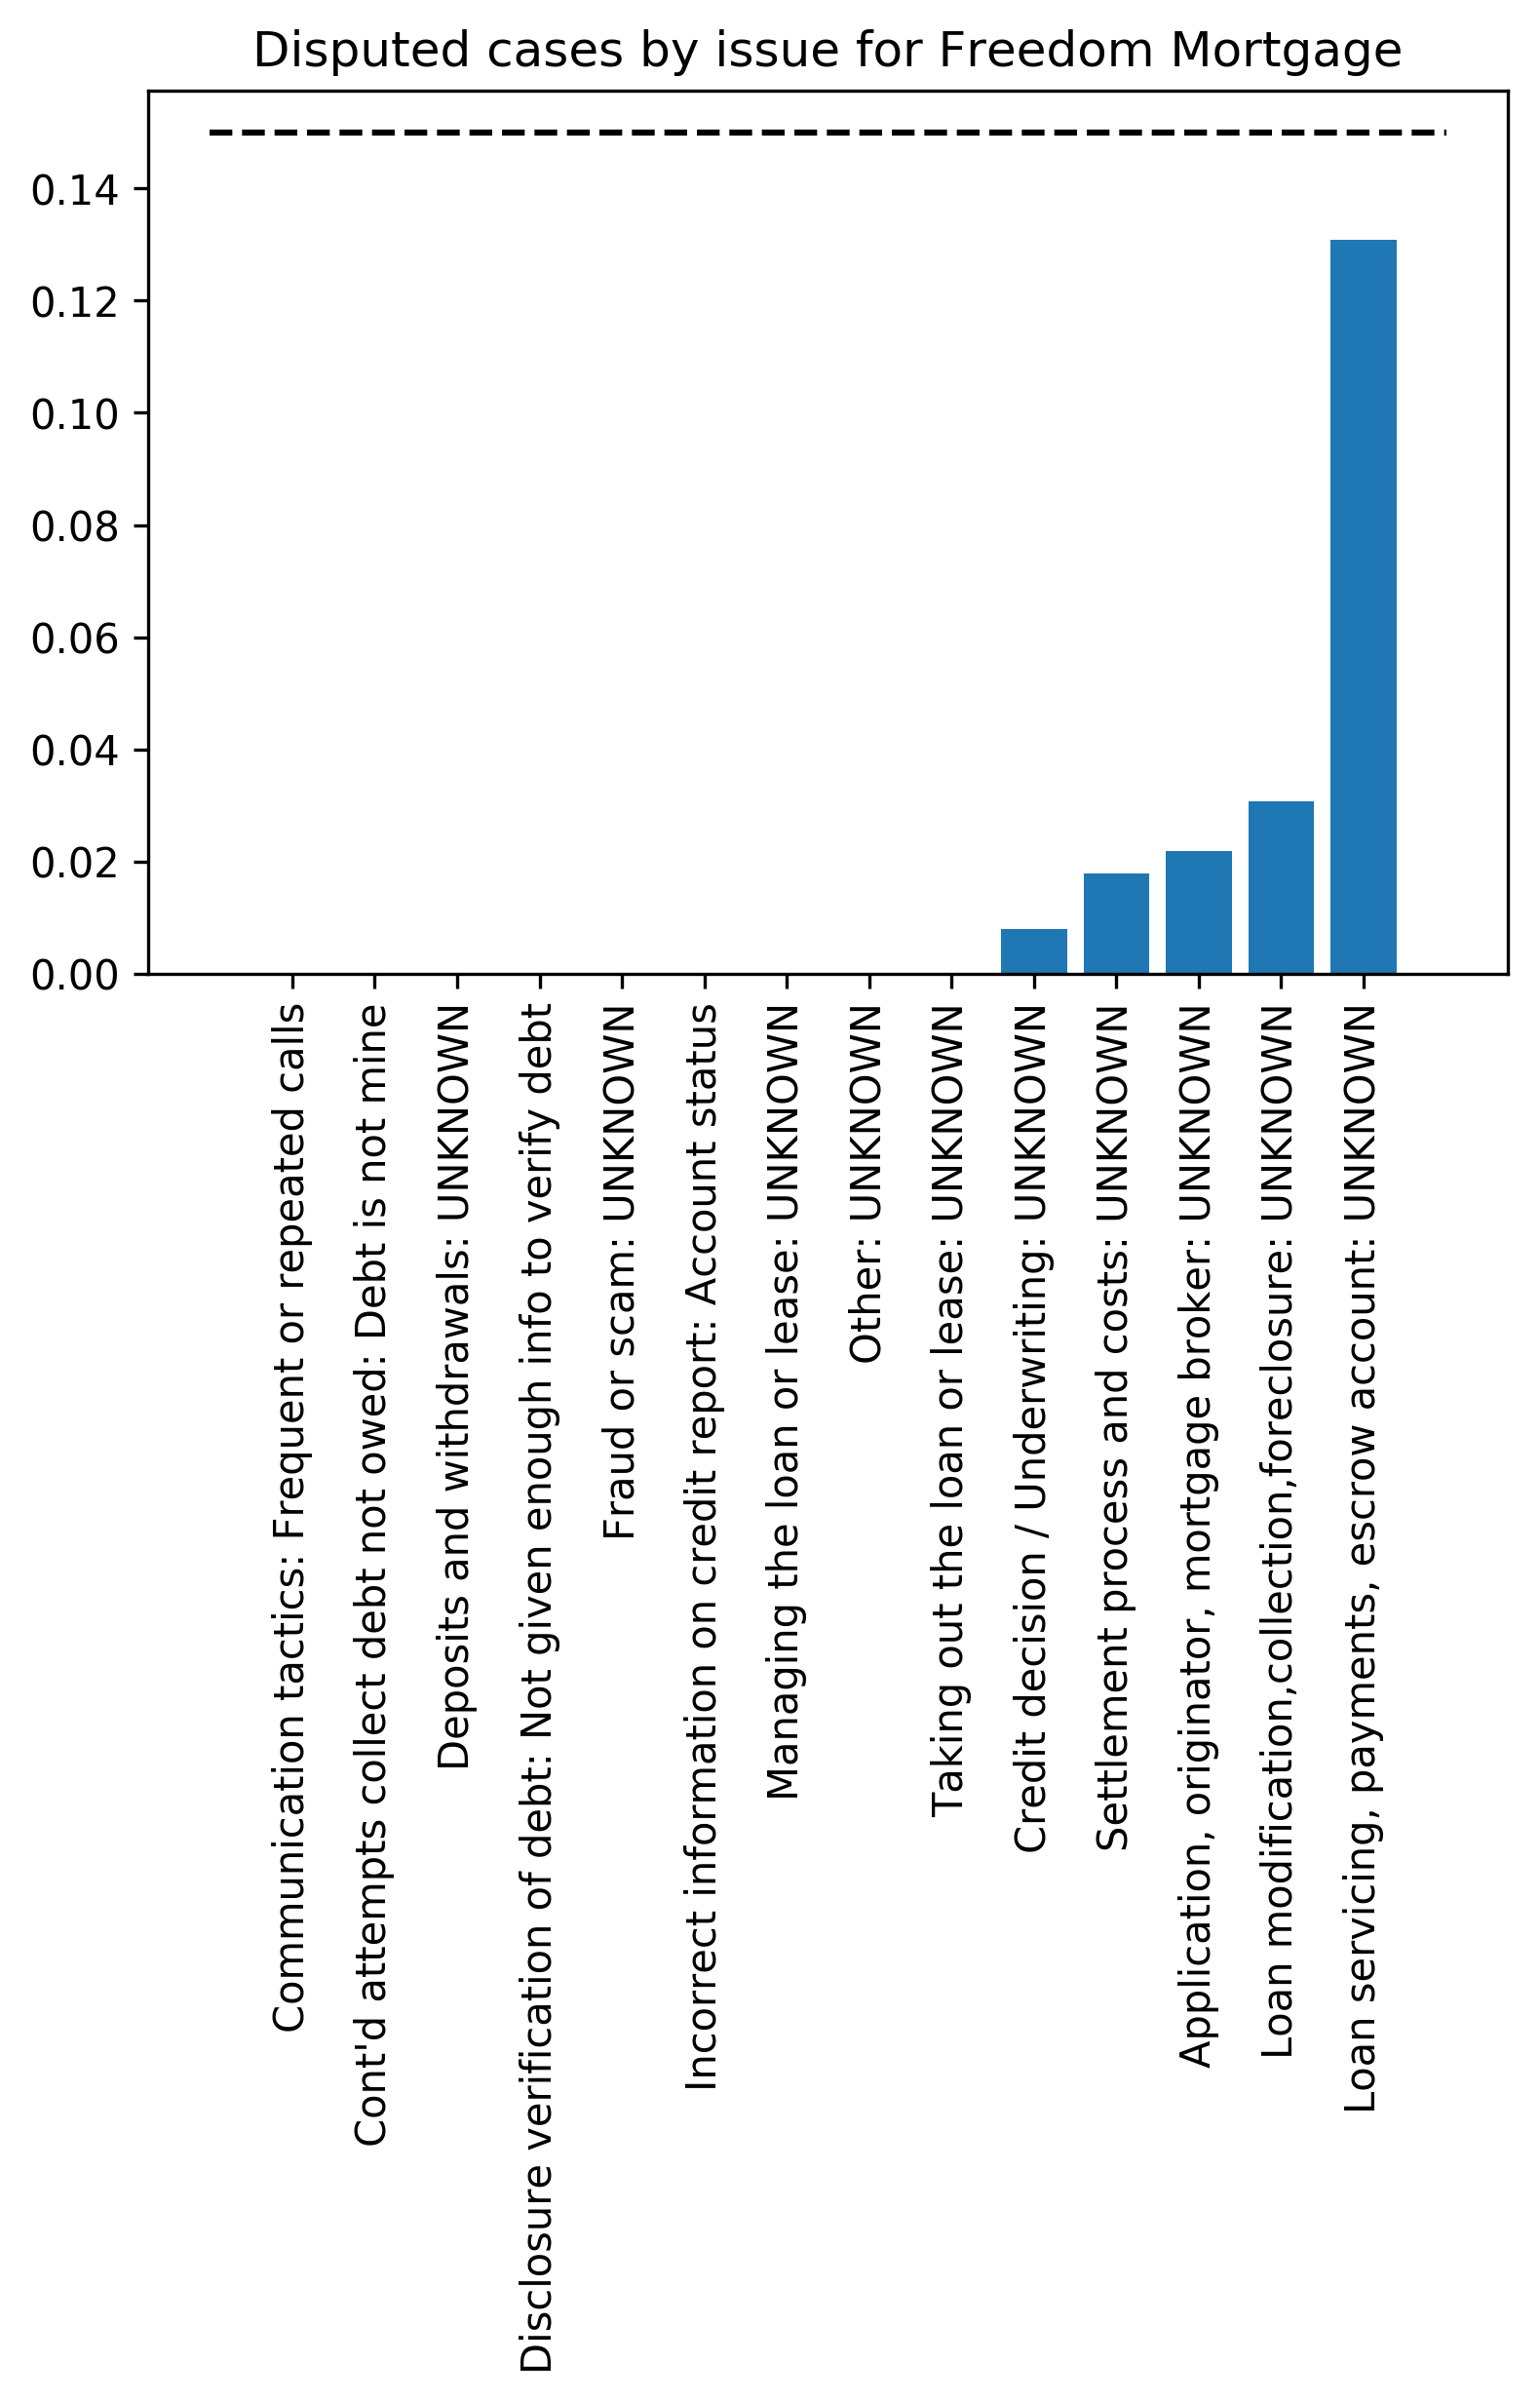 Disputed cases by issue for Freedom Mortgage
0.14
0.12
0.10
0.08
0.06
0.04
0.02
0.00
Communication tactics: Frequent or repeated calls
Cont'd attempts collect debt not owed: Debt is not mine
Deposits and withdrawals: UNKNOWN
Disclosure verification of debt: Not given enough info to verify debt
Fraud or scam: UNKNOWN
Incorrect information on credit report: Account status
Managing the loan or lease: UNKNOWN
Other: UNKNOWN
Taking out the loan or lease: UNKNOWN
Credit decision / Underwriting: UNKNOWN
Settlement process and costs: UNKNOWN
Application, originator, mortgage broker: UNKNOWN
Loan modification,collection,foreclosure: UNKNOWN
Loan servicing, payments, escrow account: UNKNOWN